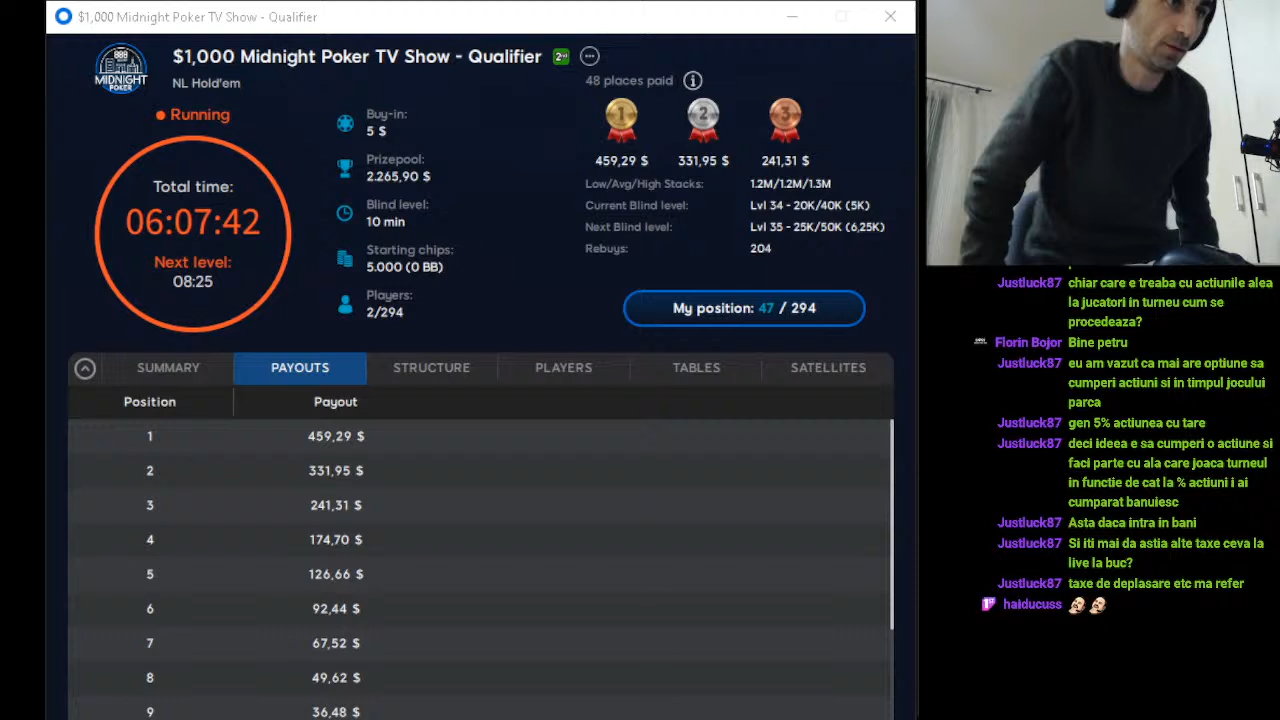 $1,000 Midnight Poker TV Show - Qualifier
888 POKER
MIDNIGHT
POKER
$1,000 Midnight Poker TV Show - Qualifier 2nd
NL Hold'em
Running
Total time:
06:07:42
Next level:
08:25
Buy-in:
5 $
Prizepool:
2.265,90 $
Blind level:
10 min
Starting chips:
5.000 (0 BB)
Players:
2/294
48 places paid
1 2 3
459,29 $ 331,95 $ 241,31 $
Low/Avg/High Stacks: 1.2M/1.2M/1.3M
Current Blind level: Lvl 34 - 20K/40K (5K)
Next Blind level: Lvl 35 - 25K/50K (6,25K)
Rebuys: 204
My position: 47 / 294
SUMMARY PAYOUTS STRUCTURE PLAYERS TABLES SATELLITES
Position Payout
1 459,29 $
2 331,95 $
3 241,31 $
4 174,70 $
5 126,66 $
6 92,44 $
7 67,52 $
8 49,62 $
9 36,48 $
Justluck87 chiar care e treaba cu actiunile alea
la jucatori in turneu cum se
procedeaza?
Florin Bojor Bine petru
Justluck87 eu am vazut ca mai are optiune sa
cumperi actiuni si in timpul jocului
parca
Justluck87 gen 5% actiunea cu tare
Justluck87 deci ideea e sa cumperi o actiune si
faci parte cu ala care joaca turneul
in functie de cat la % actiuni i ai
cumparat banuiesc
Justluck87 Asta daca intra in bani
Justluck87 Si iti mai da astia alte taxe ceva la
live la buc?
Justluck87 taxe de deplasare etc ma refer
haiducuss